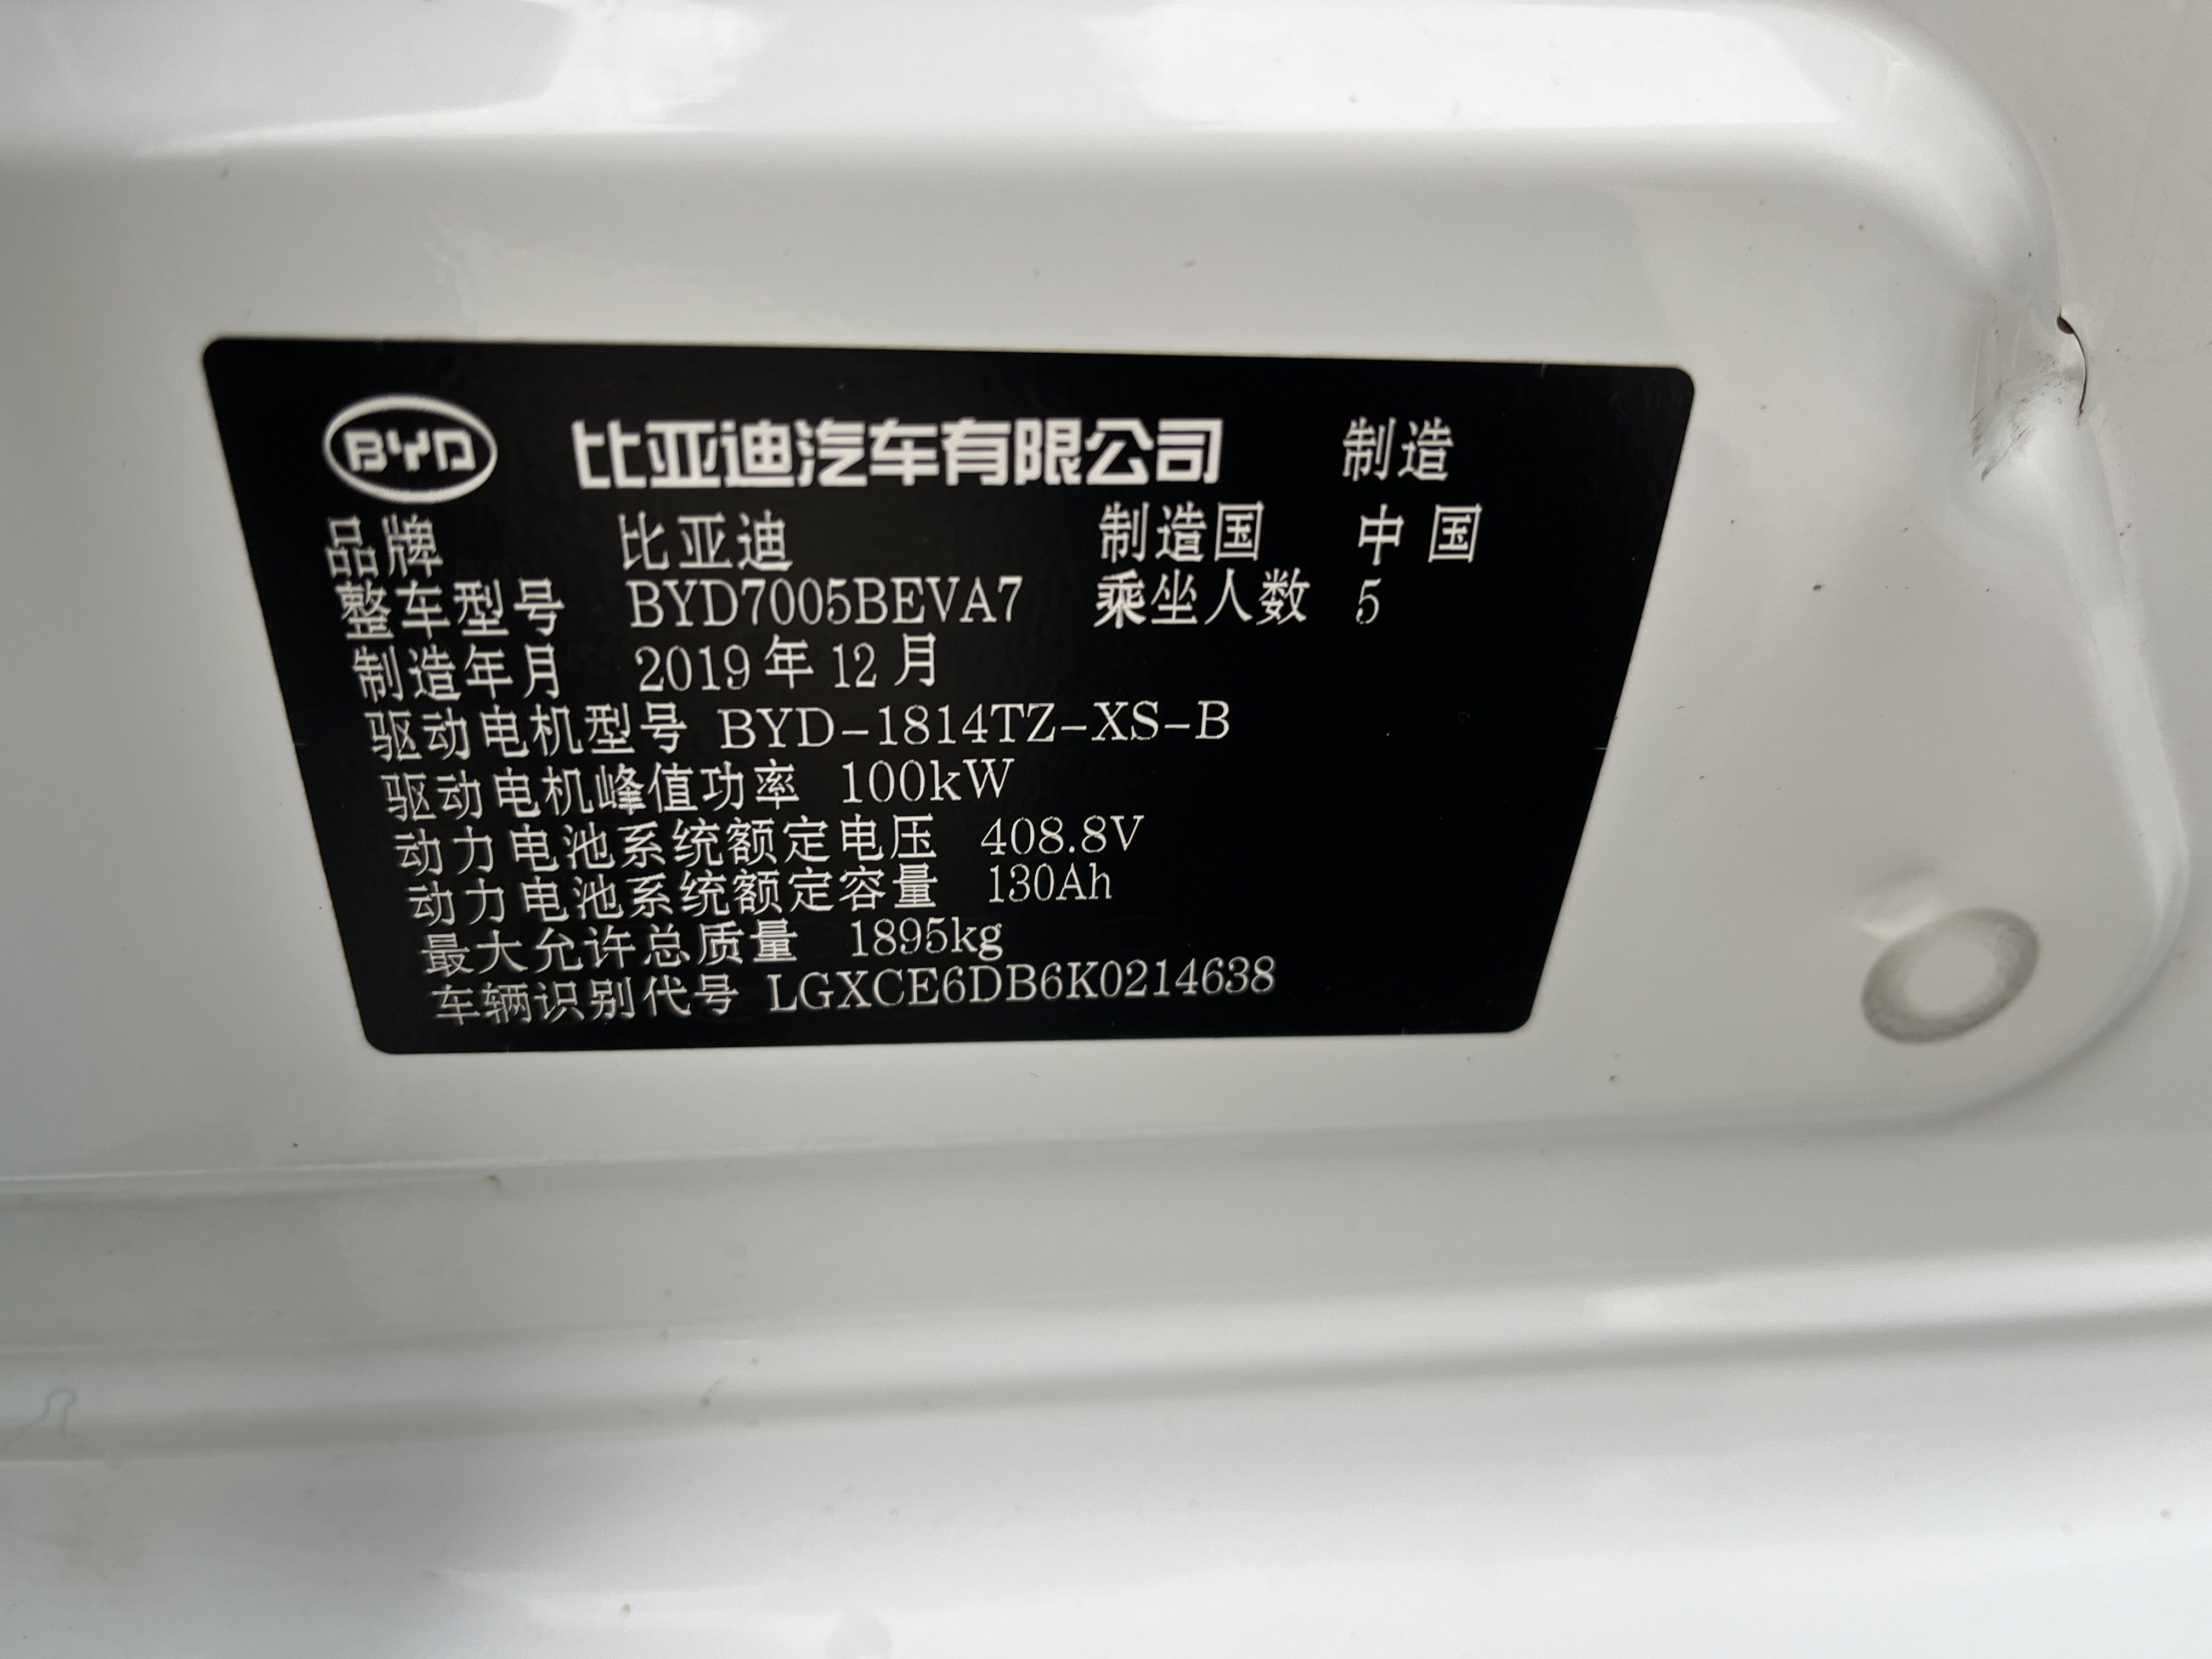 BYD 比亚迪汽车有限公司 制造
品牌 比亚迪 制造国 中国
整车型号 BYD7005BEVA7 乘坐人数 5
制造年月 2019年12月
驱动电机型号 BYD-1814TZ-XS-B
驱动电机峰值功率 100kW
动力电池系统额定电压 408.8V
动力电池系统额定容量 130Ah
最大允许总质量 1895kg
车辆识别代号 LGXCE6DB6K0214638